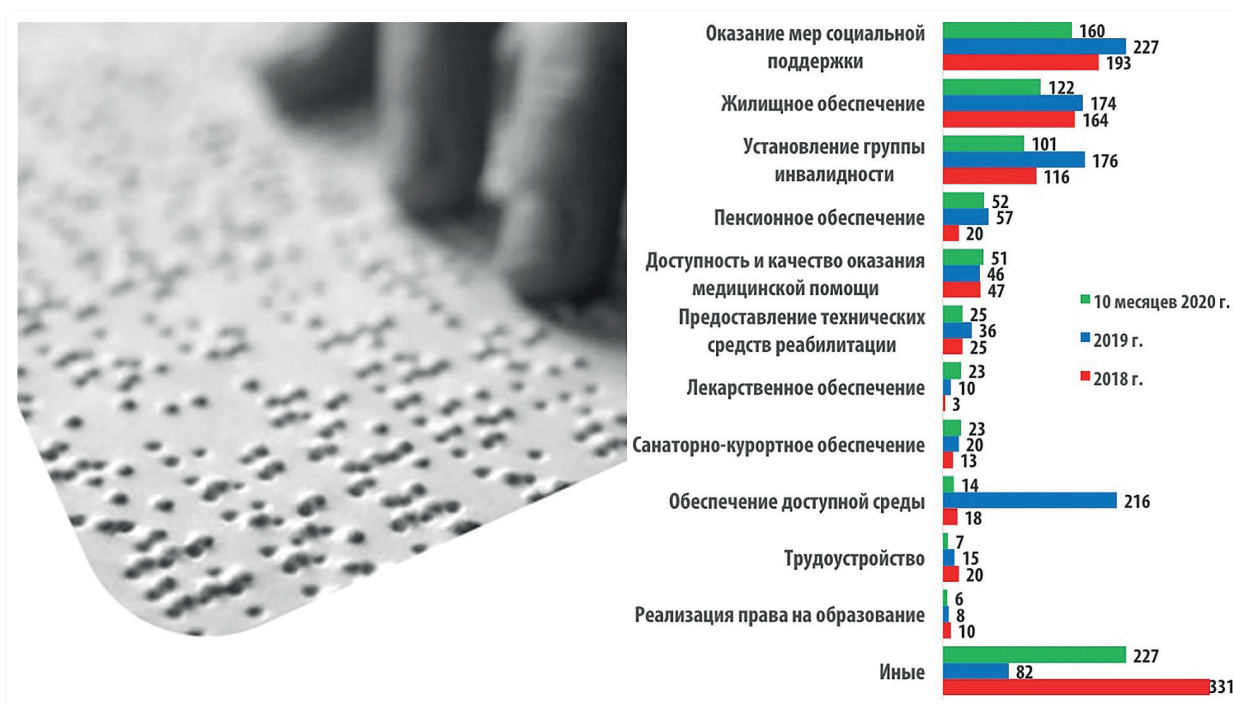 Оказание мер социальной
поддержки
160
227
193
Жилищное обеспечение
122
174
164
Установление группы
инвалидности
101
176
116
Пенсионное обеспечение
52
57
20
Доступность и качество оказания
медицинской помощи
51
46
47
Предоставление технических
средств реабилитации
25
36
25
Лекарственное обеспечение
23
10
3
Санаторно-курортное обеспечение
23
20
13
Обеспечение доступной среды
14
216
18
Трудоустройство
7
15
20
Реализация права на образование
6
8
10
Иные
227
82
331
10 месяцев 2020 г.
2019 г.
2018 г.